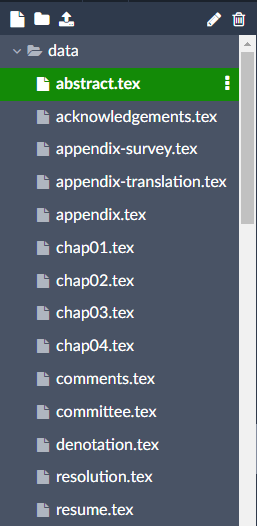 data
abstract.tex
acknowledgements.tex
appendix-survey.tex
appendix-translation.tex
appendix.tex
chap01.tex
chap02.tex
chap03.tex
chap04.tex
comments.tex
committee.tex
denotation.tex
resolution.tex
resume.tex